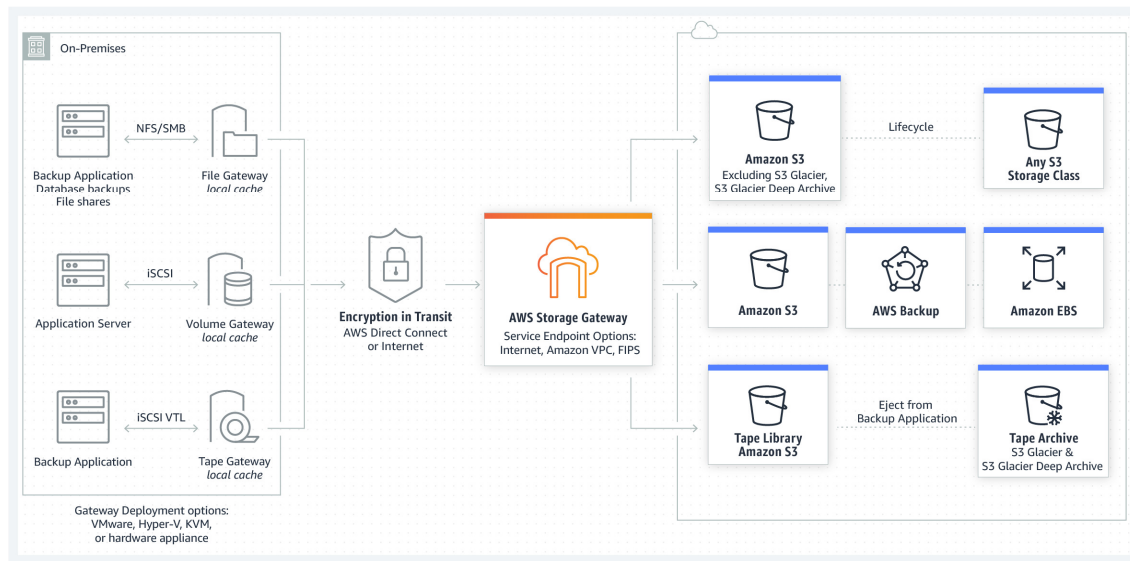 On-Premises
NFS/SMB
Backup Application
Database backups
File shares
File Gateway
local cache
iSCSI
Application Server
Volume Gateway
local cache
iSCSI VTL
Backup Application
Tape Gateway
local cache
Gateway Deployment options:
VMware, Hyper-V, KVM,
or hardware appliance
Encryption in Transit
AWS Direct Connect
or Internet
AWS Storage Gateway
Service Endpoint Options:
Internet, Amazon VPC, FIPS
Amazon S3
Excluding S3 Glacier,
S3 Glacier Deep Archive
Lifecycle
Any S3
Storage Class
Amazon S3
AWS Backup
Amazon EBS
Tape Library
Amazon S3
Eject from
Backup Application
Tape Archive
S3 Glacier &
S3 Glacier Deep Archive